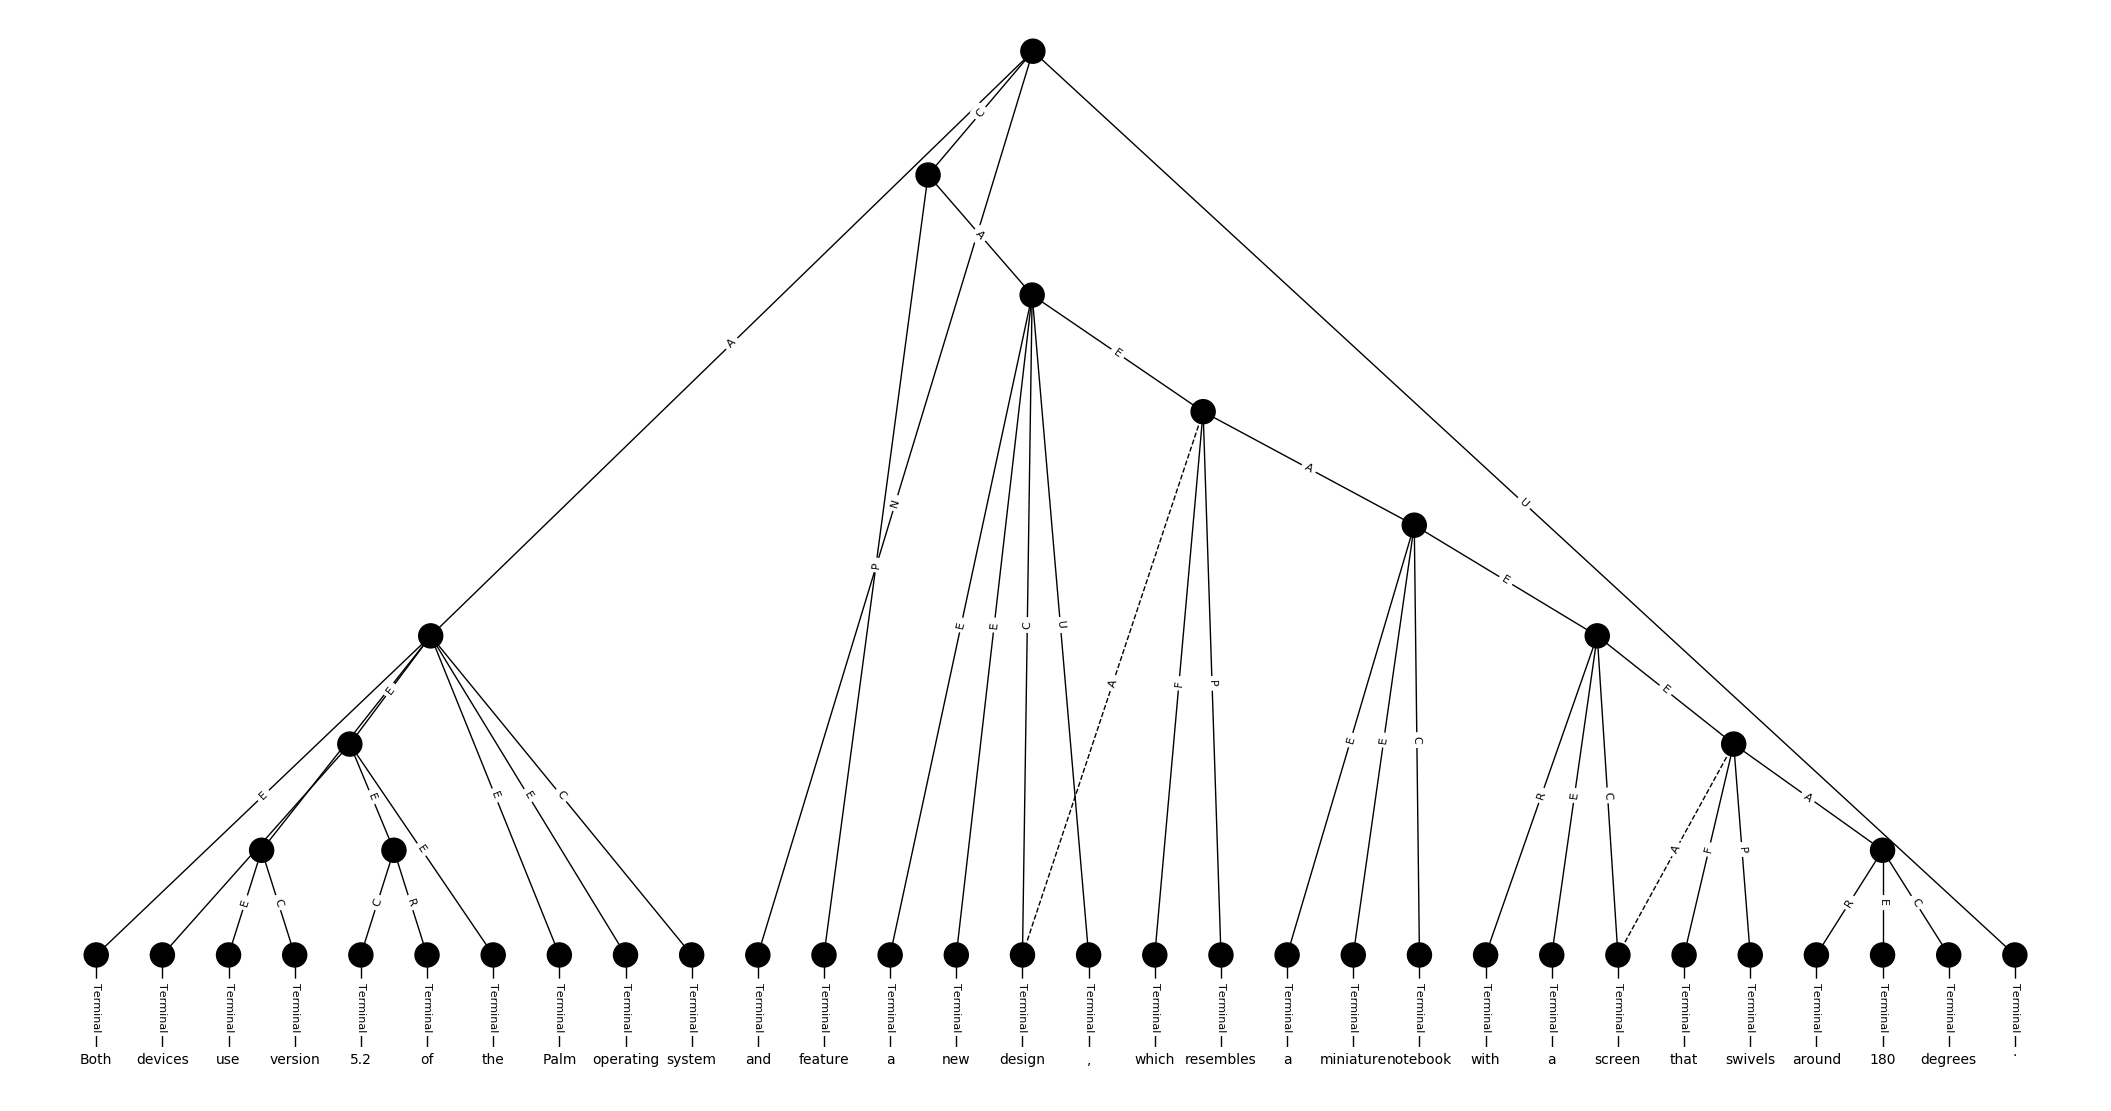 C
A
A
E
A
U
N
P
E
E
E
C
U
A
F
P
E
E
E
C
R
E
C
E
A
E
E
E
E
C
A
F
P
E
E
E
C
C
R
R
E
C
Terminal Terminal Terminal Terminal Terminal Terminal Terminal Terminal Terminal Terminal Terminal Terminal Terminal Terminal Terminal Terminal Terminal Terminal Terminal Terminal Terminal Terminal Terminal Terminal Terminal Terminal Terminal Terminal Terminal Terminal
Both devices use version 5.2 of the Palm operating system and feature a new design , which resembles a miniature notebook with a screen that swivels around 180 degrees .